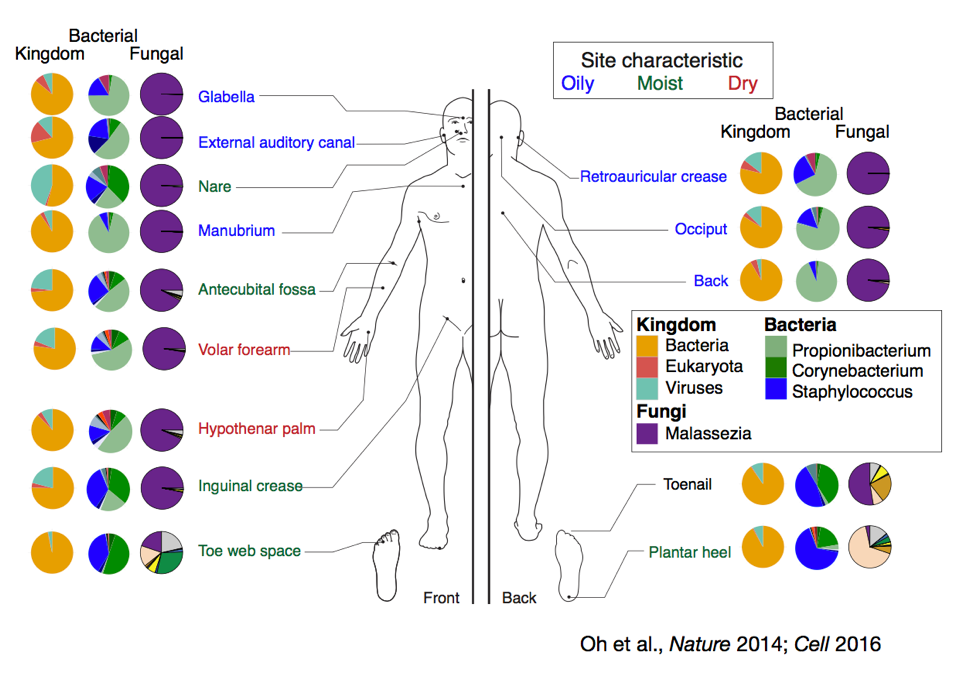 Bacterial
Kingdom Fungal
Glabella
External auditory canal
Nare
Manubrium
Antecubital fossa
Volar forearm
Hypothenar palm
Inguinal crease
Toe web space
Front
Back
Site characteristic
Oily Moist Dry
Bacterial
Kingdom Fungal
Retroauricular crease
Occiput
Back
Kingdom
Bacteria
Eukaryota
Viruses
Fungi
Malassezia
Bacteria
Propionibacterium
Corynebacterium
Staphylococcus
Toenail
Plantar heel
Oh et al., Nature 2014; Cell 2016